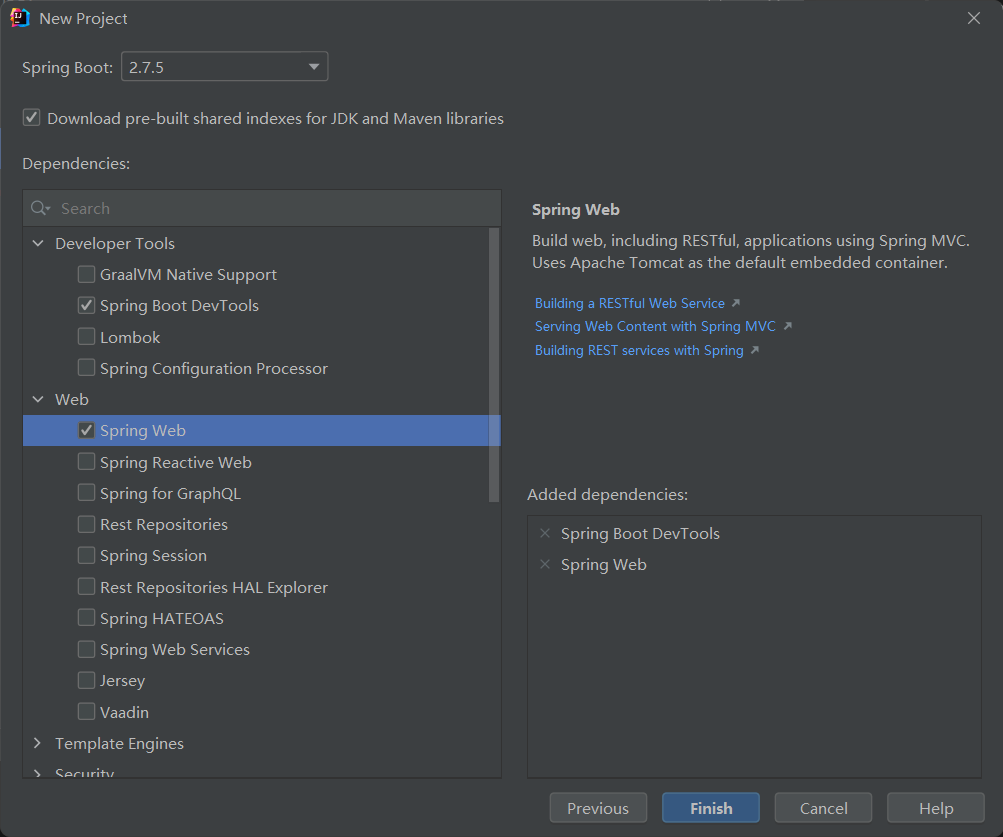 New Project
Spring Boot: 2.7.5
Download pre-built shared indexes for JDK and Maven libraries
Dependencies:
Search
Developer Tools
GraalVM Native Support
Spring Boot DevTools
Lombok
Spring Configuration Processor
Web
Spring Web
Spring Reactive Web
Spring for GraphQL
Rest Repositories
Spring Session
Rest Repositories HAL Explorer
Spring HATEOAS
Spring Web Services
Jersey
Vaadin
Template Engines
Security
Spring Web
Build web, including RESTful, applications using Spring MVC.
Uses Apache Tomcat as the default embedded container.
Building a RESTful Web Service
Serving Web Content with Spring MVC
Building REST services with Spring
Added dependencies:
Spring Boot DevTools
Spring Web
Previous
Finish
Cancel
Help